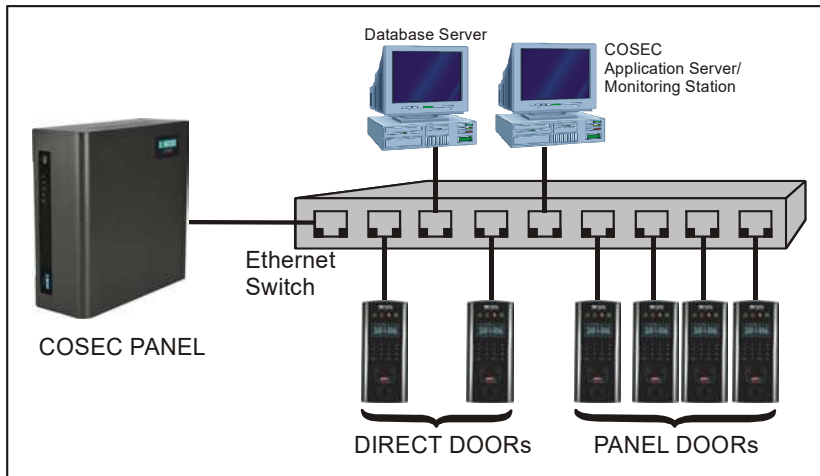 Database Server
COSEC
Application Server/
Monitoring Station
Ethernet
Switch
COSEC PANEL
DIRECT DOORs
PANEL DOORs